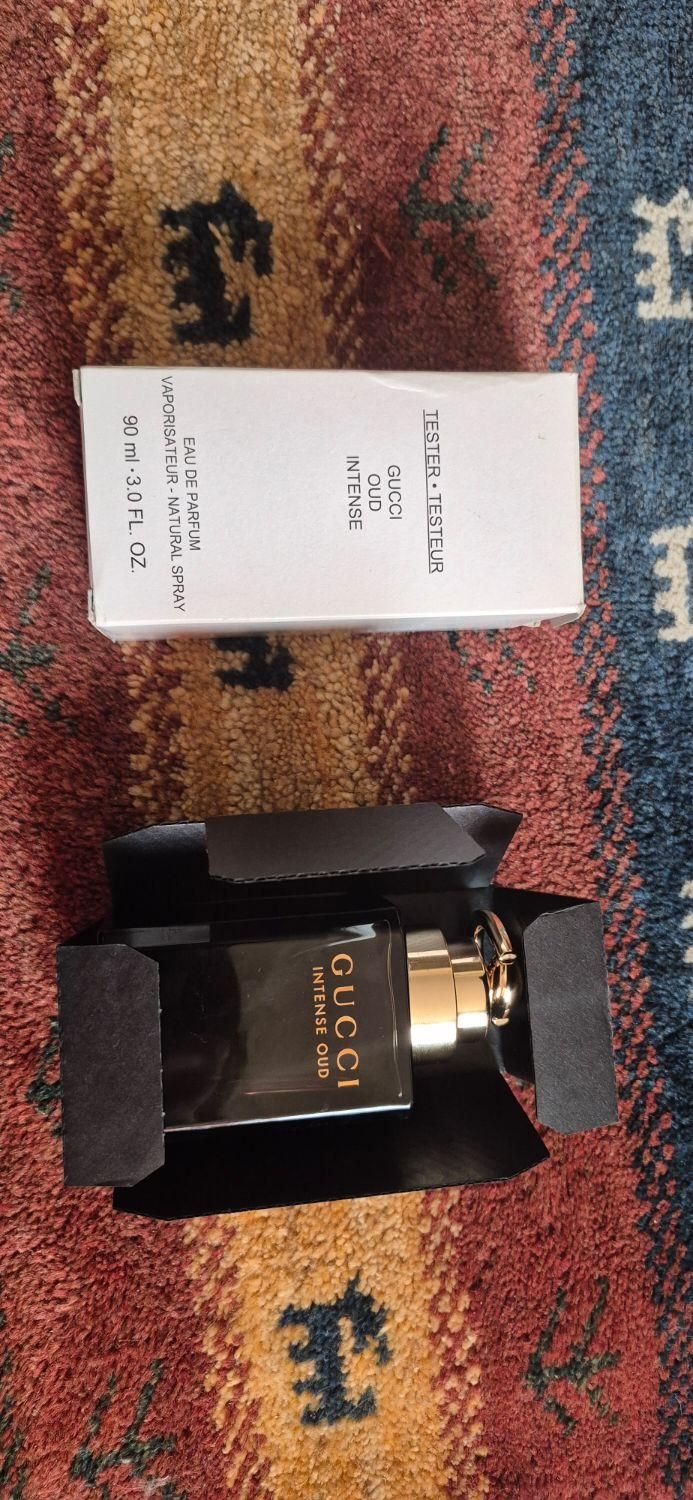 TESTER • TESTEUR
GUCCI
OUD
INTENSE
EAU DE PARFUM
VAPORISATEUR - NATURAL SPRAY
90 ml • 3.0 FL. OZ.
GUCCI
INTENSE OUD